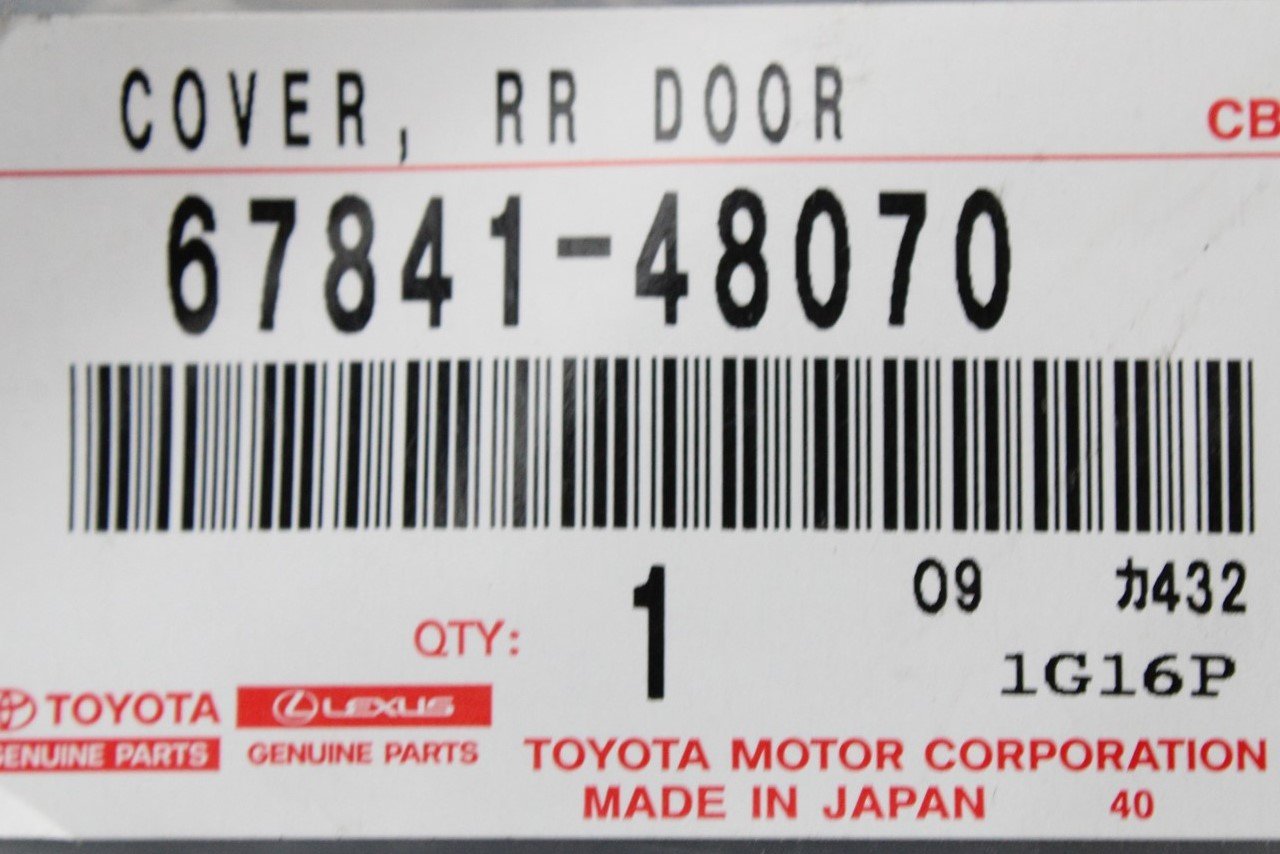 COVER, RR DOOR
CB
67841-48070
09 カ432
QTY: 1
1G16P
TOYOTA LEXUS
GENUINE PARTS GENUINE PARTS
TOYOTA MOTOR CORPORATION
MADE IN JAPAN 40